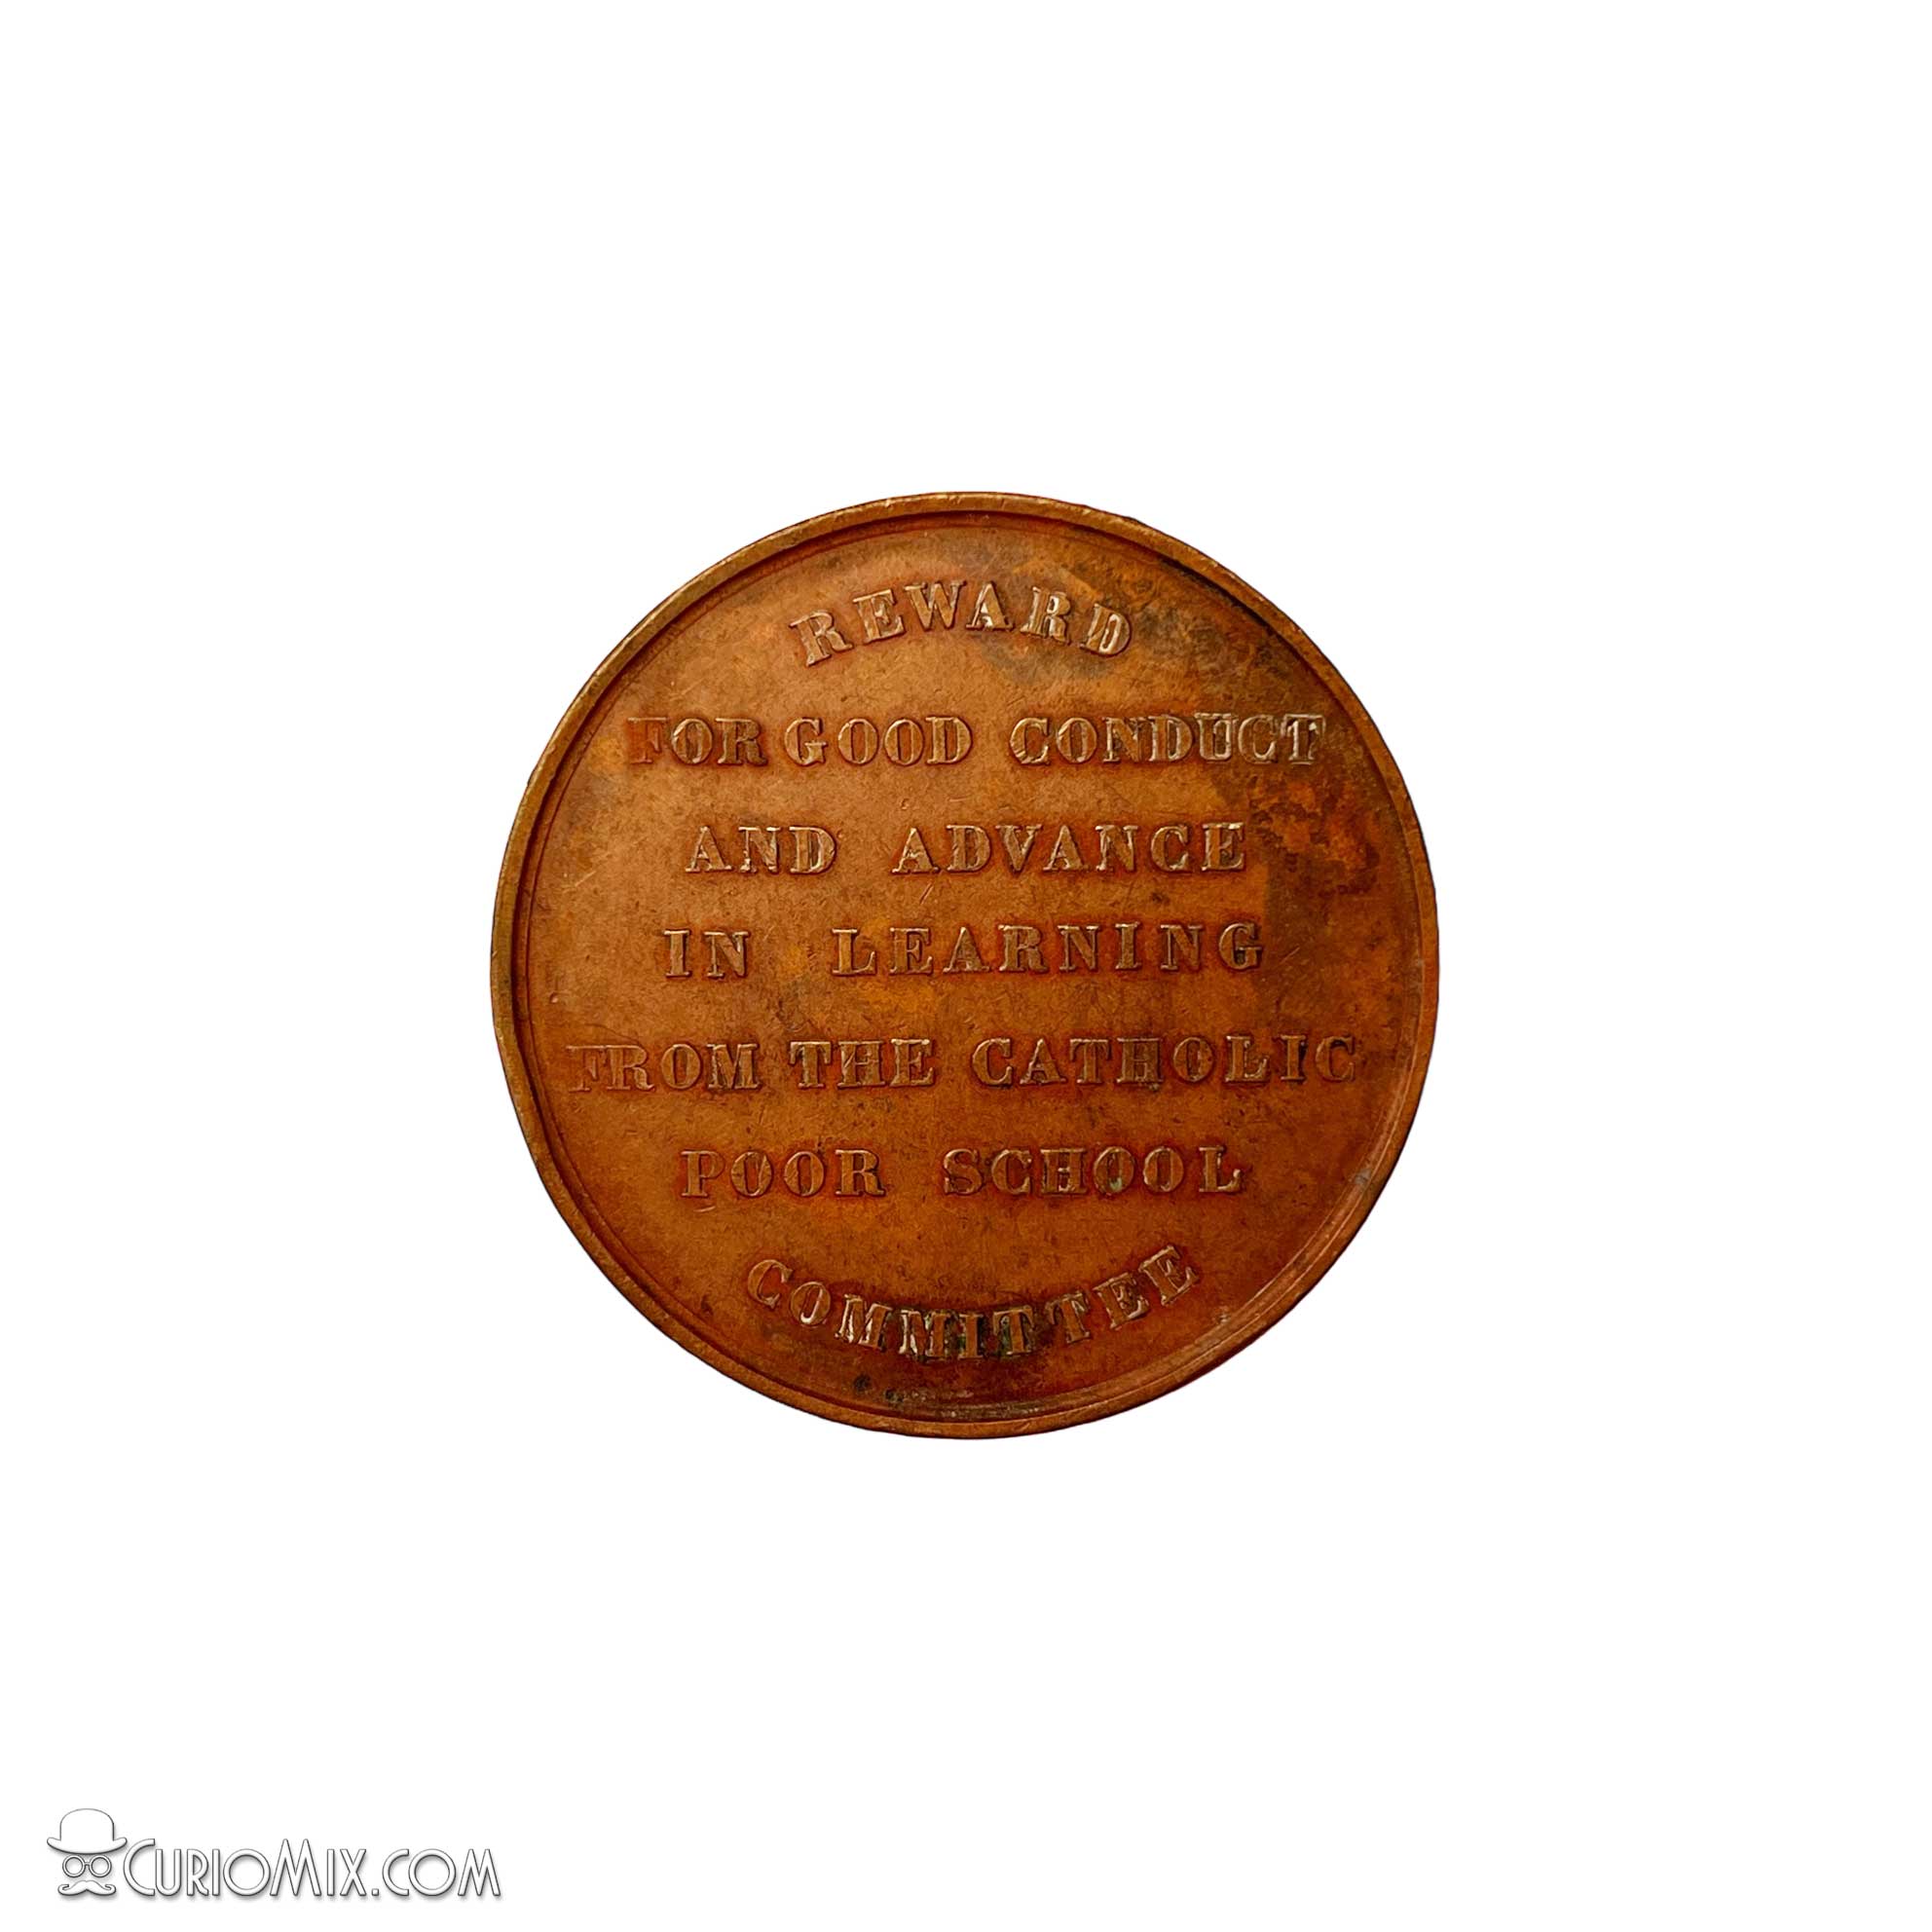 REWARD
FOR GOOD CONDUCT
AND ADVANCE
IN LEARNING
FROM THE CATHOLIC
POOR SCHOOL
COMMITTEE
CURIOMIX.COM